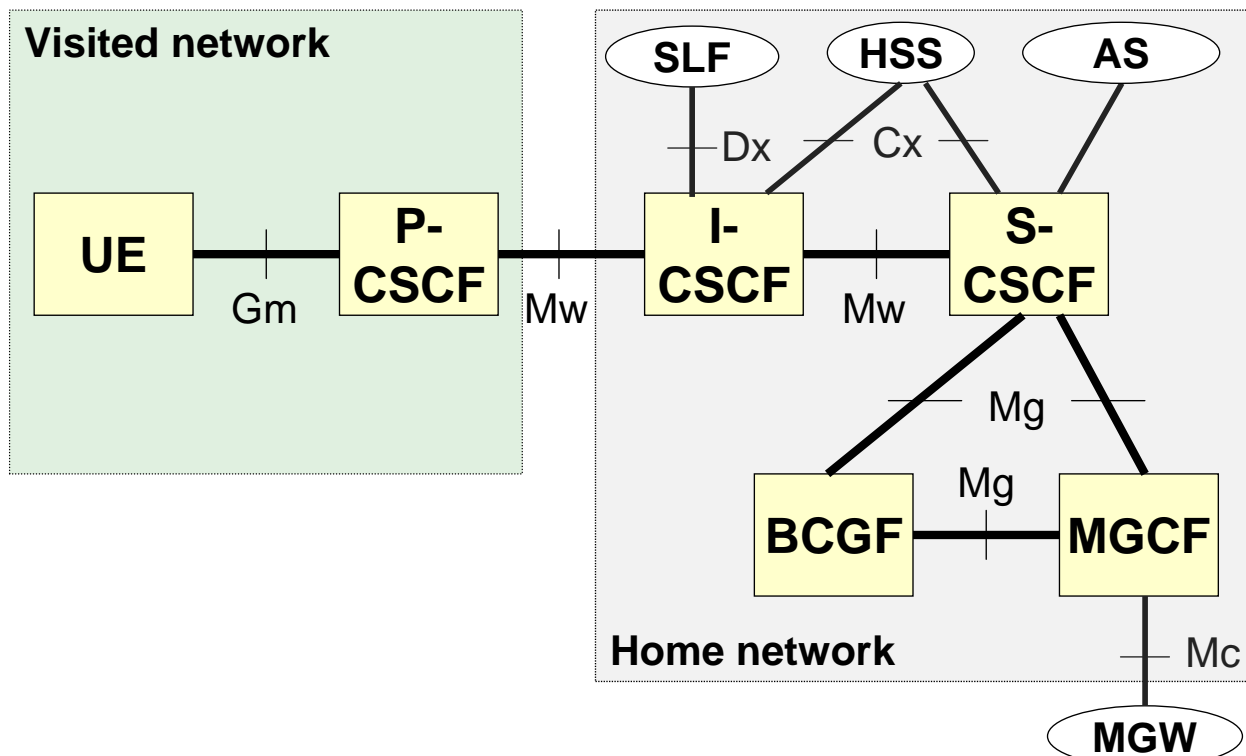 Visited network
SLF
HSS
AS
Dx
Cx
UE
P-
CSCF
I-
CSCF
S-
CSCF
Gm
Mw
Mw
Mg
Mg
BCGF
MGCF
Home network
Mc
MGW